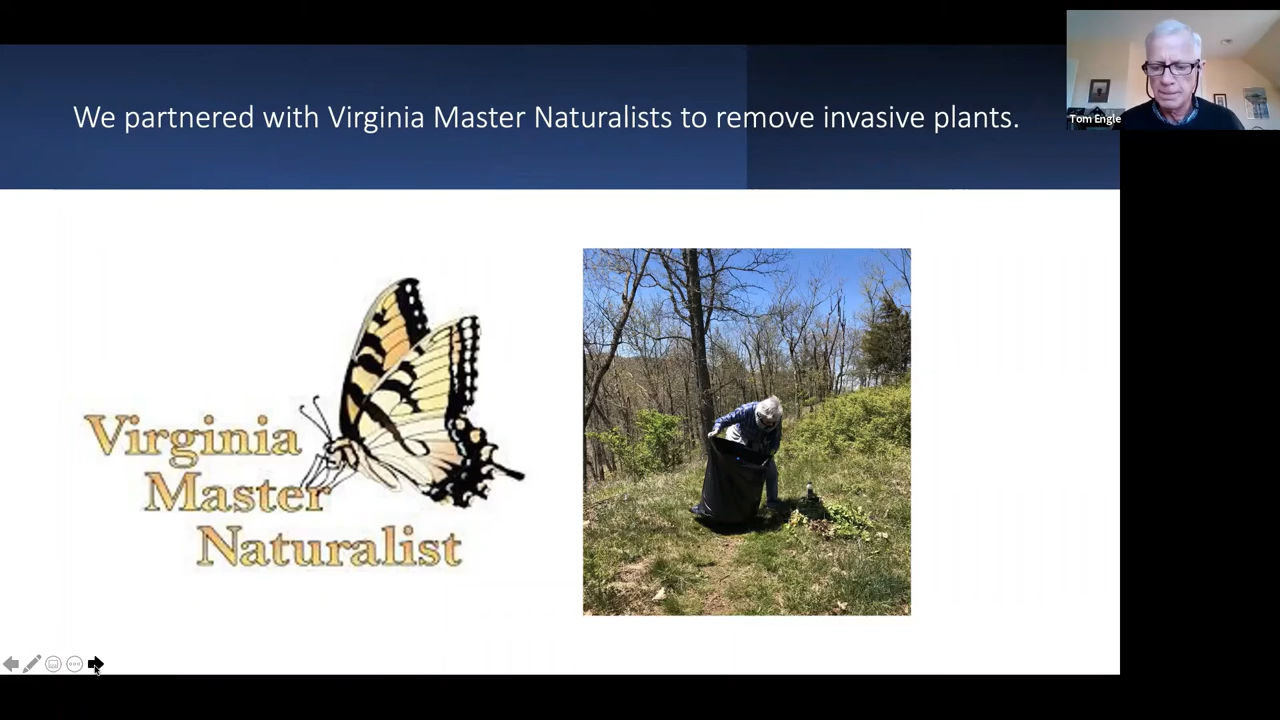 We partnered with Virginia Master Naturalists to remove invasive plants.
Tom Engle
Virginia
Master
Naturalist